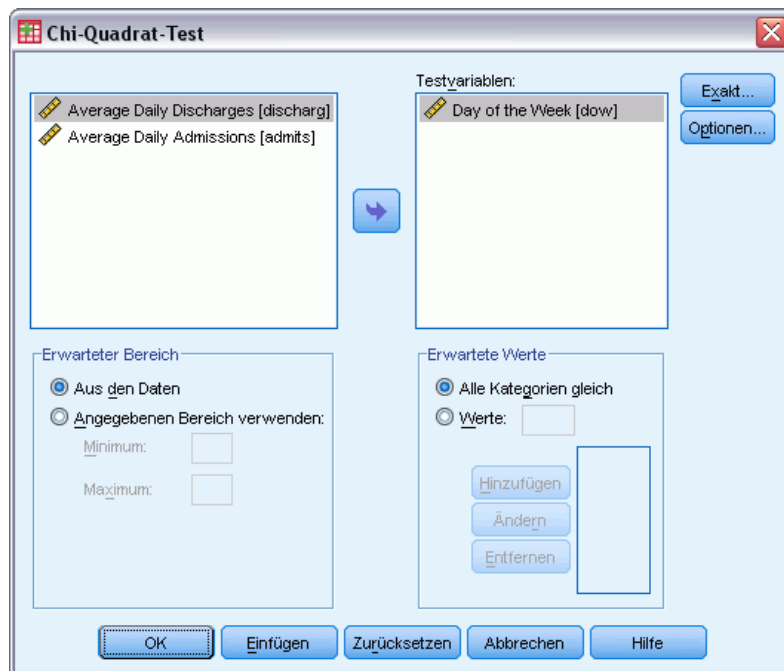 Chi-Quadrat-Test
Average Daily Discharges [discharg]
Average Daily Admissions [admits]
Testvariablen:
Day of the Week [dow]
Exakt...
Optionen...
Erwarteter Bereich
Aus den Daten
Angegebenen Bereich verwenden:
Minimum:
Maximum:
Erwartete Werte
Alle Kategorien gleich
Werte:
Hinzufügen
Ändern
Entfernen
OK
Einfügen
Zurücksetzen
Abbrechen
Hilfe